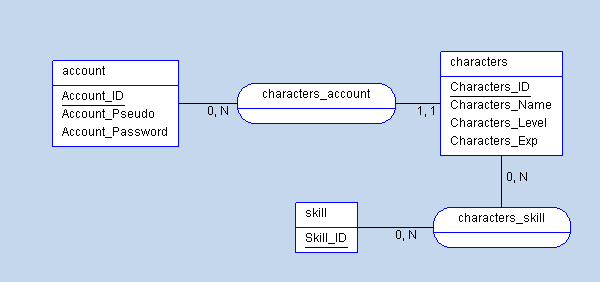 account
Account_ID
Account_Pseudo
Account_Password
0, N
characters_account
1, 1
characters
Characters_ID
Characters_Name
Characters_Level
Characters_Exp
0, N
characters_skill
0, N
skill
Skill_ID